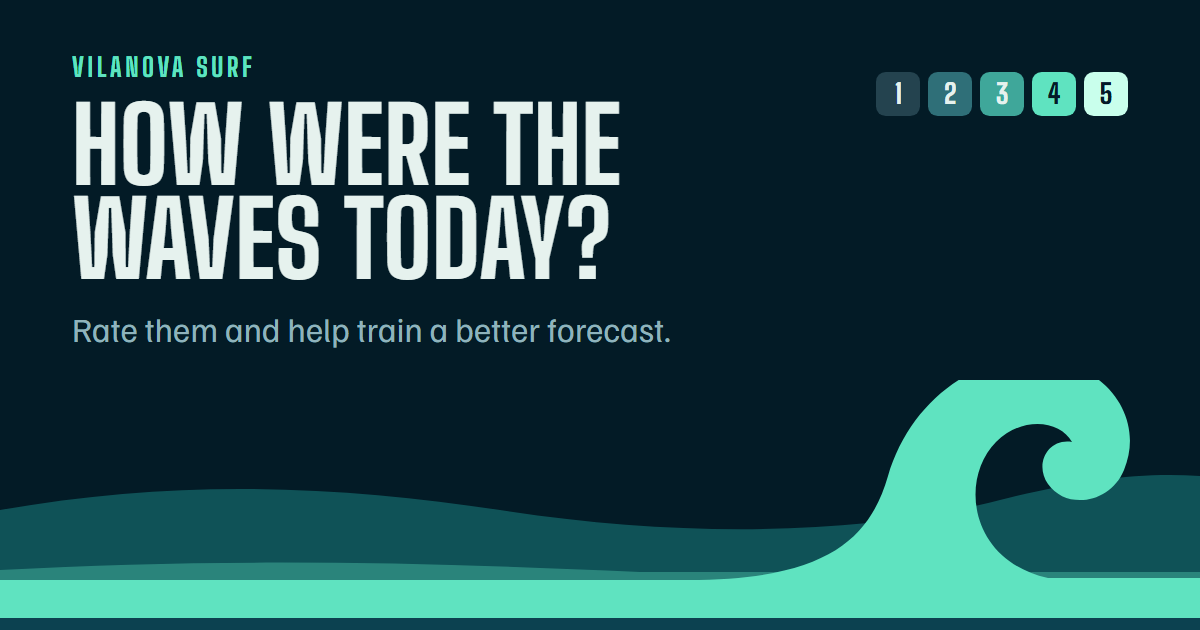 VILANOVA SURF
HOW WERE THE
WAVES TODAY?
Rate them and help train a better forecast.
1 2 3 4 5